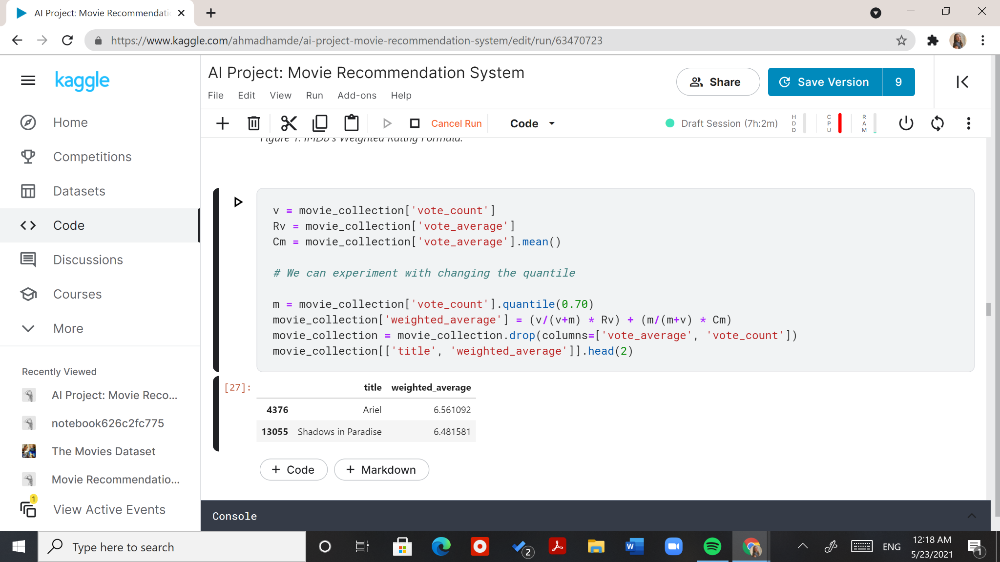 AI Project: Movie Recommendati
https://www.kaggle.com/ahmadhamde/ai-project-movie-recommendation-system/edit/run/63470723
kaggle
AI Project: Movie Recommendation System
File Edit View Run Add-ons Help
Share
Save Version 9
Cancel Run
Code
Draft Session (7h:2m)
HDD
CPU
RAM
Home
Competitions
Datasets
Code
Discussions
Courses
More
Recently Viewed
AI Project: Movie Reco...
notebook626c2fc775
The Movies Dataset
Movie Recommendatio...
1
View Active Events
Figure 1: IMDb's Weighted Rating Formula.
v = movie_collection['vote_count']
Rv = movie_collection['vote_average']
Cm = movie_collection['vote_average'].mean()
# We can experiment with changing the quantile
m = movie_collection['vote_count'].quantile(0.70)
movie_collection['weighted_average'] = (v/(v+m) * Rv) + (m/(m+v) * Cm)
movie_collection = movie_collection.drop(columns=['vote_average', 'vote_count'])
movie_collection[['title', 'weighted_average']].head(2)
[27]:
title weighted_average
4376 Ariel 6.561092
13055 Shadows in Paradise 6.481581
+ Code + Markdown
Console
Type here to search
2
W
ENG
12:18 AM
5/23/2021
1